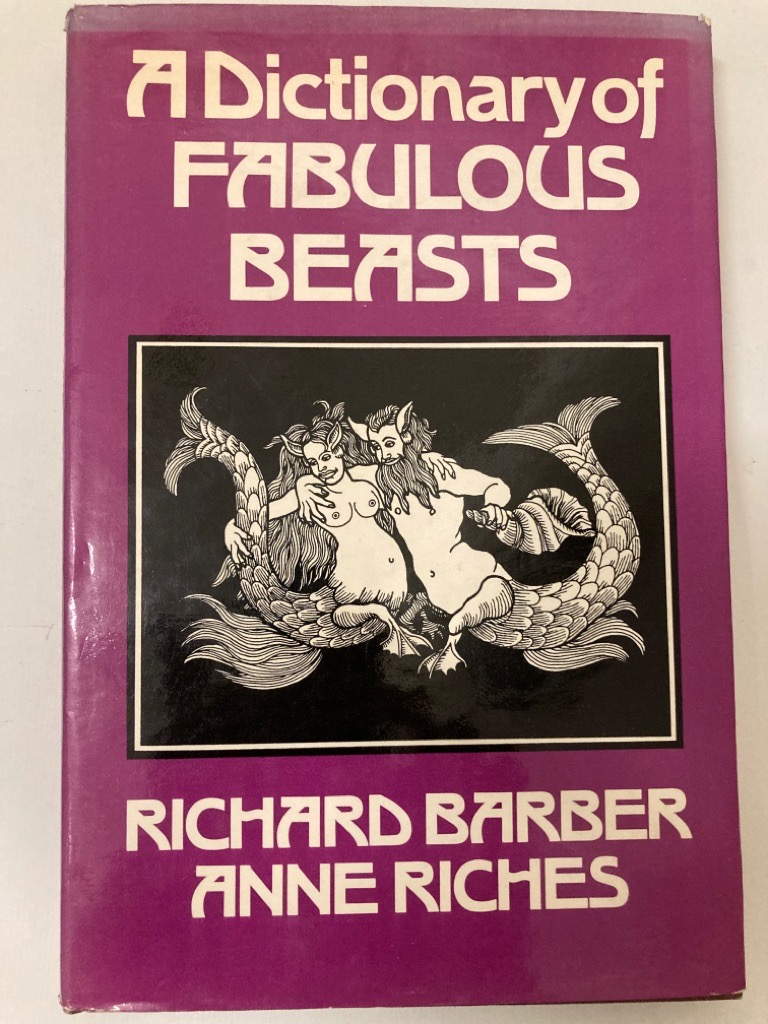 A Dictionary of
FABULOUS
BEASTS
RICHARD BARBER
ANNE RICHES